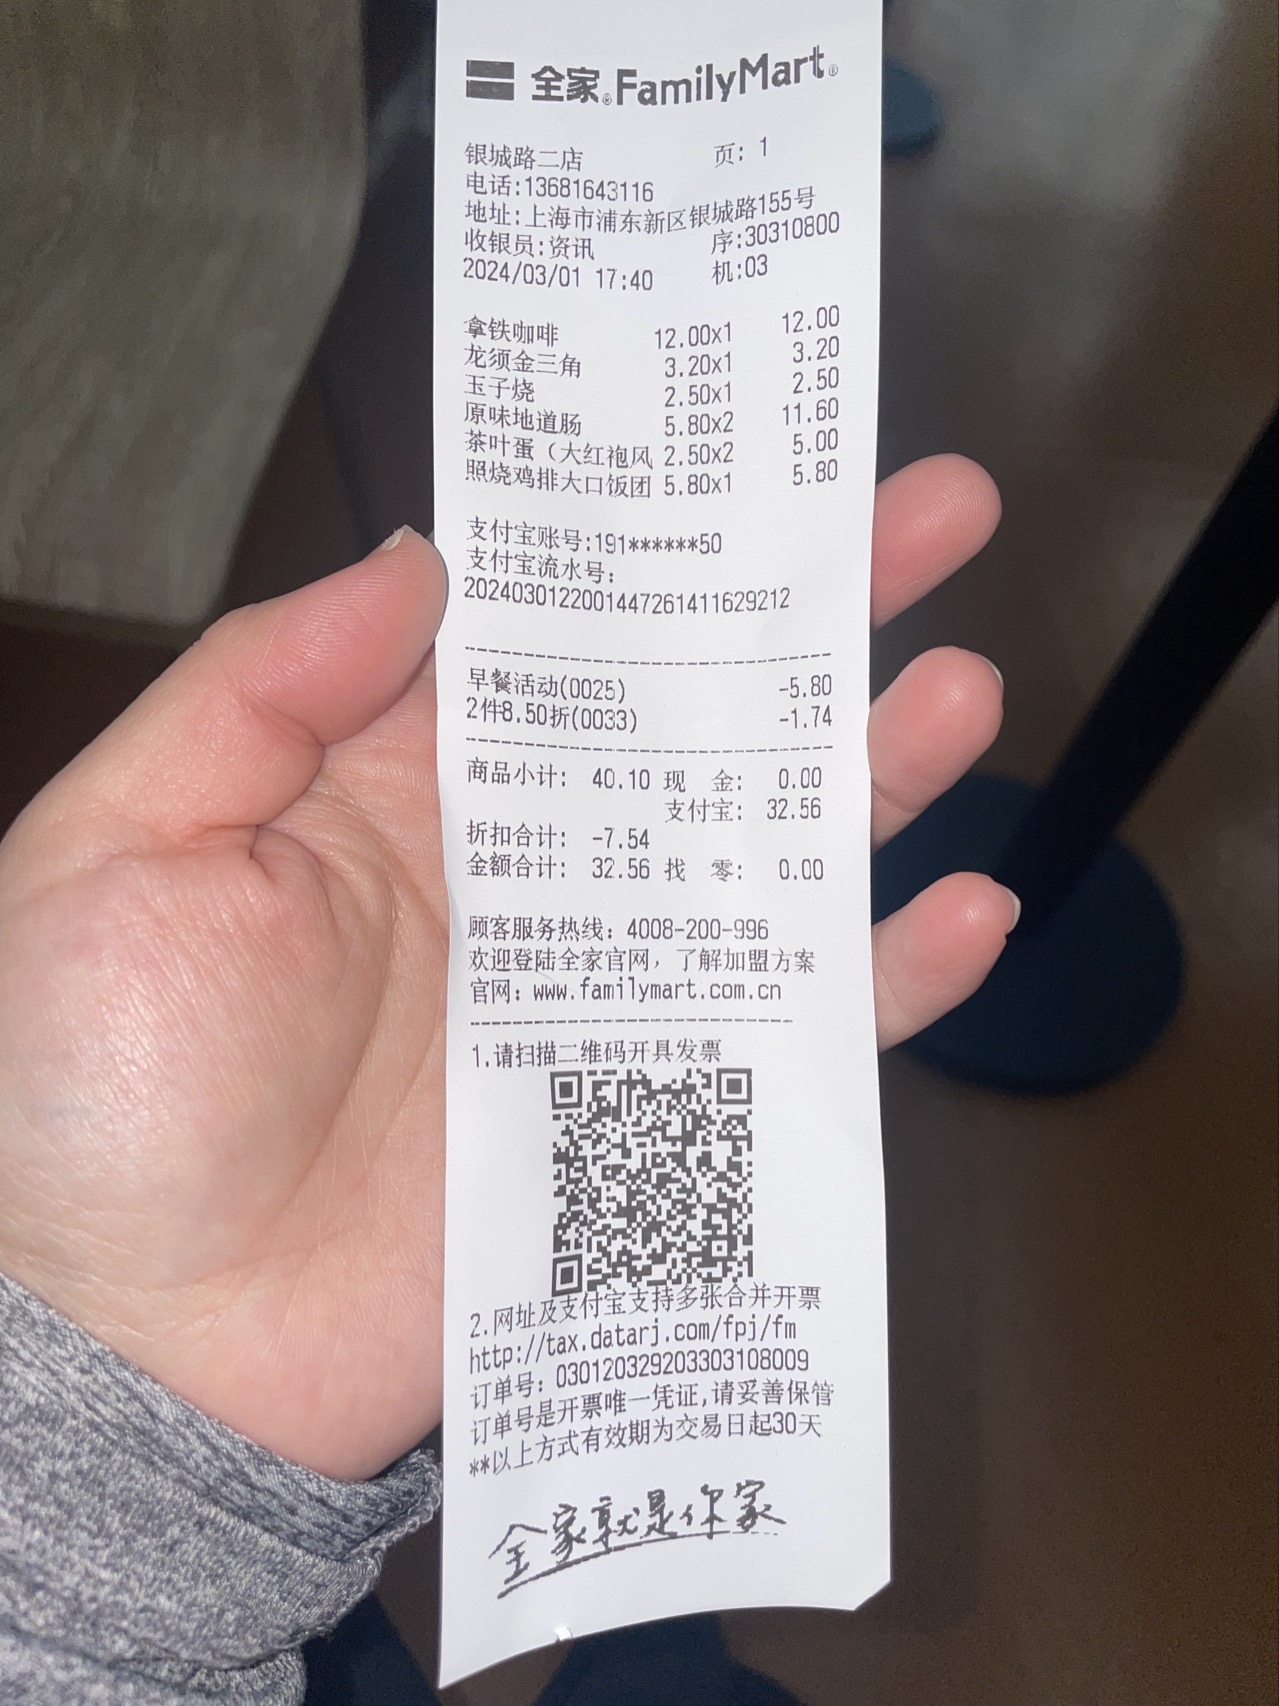 全家®FamilyMart®
银城路二店 页: 1
电话:13681643116
地址:上海市浦东新区银城路155号
收银员:资讯 序:30310800
2024/03/01 17:40 机:03
拿铁咖啡 12.00x1 12.00
龙须金三角 3.20x1 3.20
玉子烧 2.50x1 2.50
原味地道肠 5.80x2 11.60
茶叶蛋（大红袍风 2.50x2 5.00
照烧鸡排大口饭团 5.80x1 5.80
支付宝账号:191******50
支付宝流水号:
2024030122001447261411629212
早餐活动(0025) -5.80
2件8.50折(0033) -1.74
商品小计: 40.10 现 金: 0.00
支付宝: 32.56
折扣合计: -7.54
金额合计: 32.56 找 零: 0.00
顾客服务热线: 4008-200-996
欢迎登陆全家官网，了解加盟方案
官网: www.familymart.com.cn
1.请扫描二维码开具发票
2.网址及支付宝支持多张合并开票
http://tax.datarj.com/fpj/fm
订单号: 030120329203303108009
订单号是开票唯一凭证,请妥善保管
**以上方式有效期为交易日起30天
全家就是你家